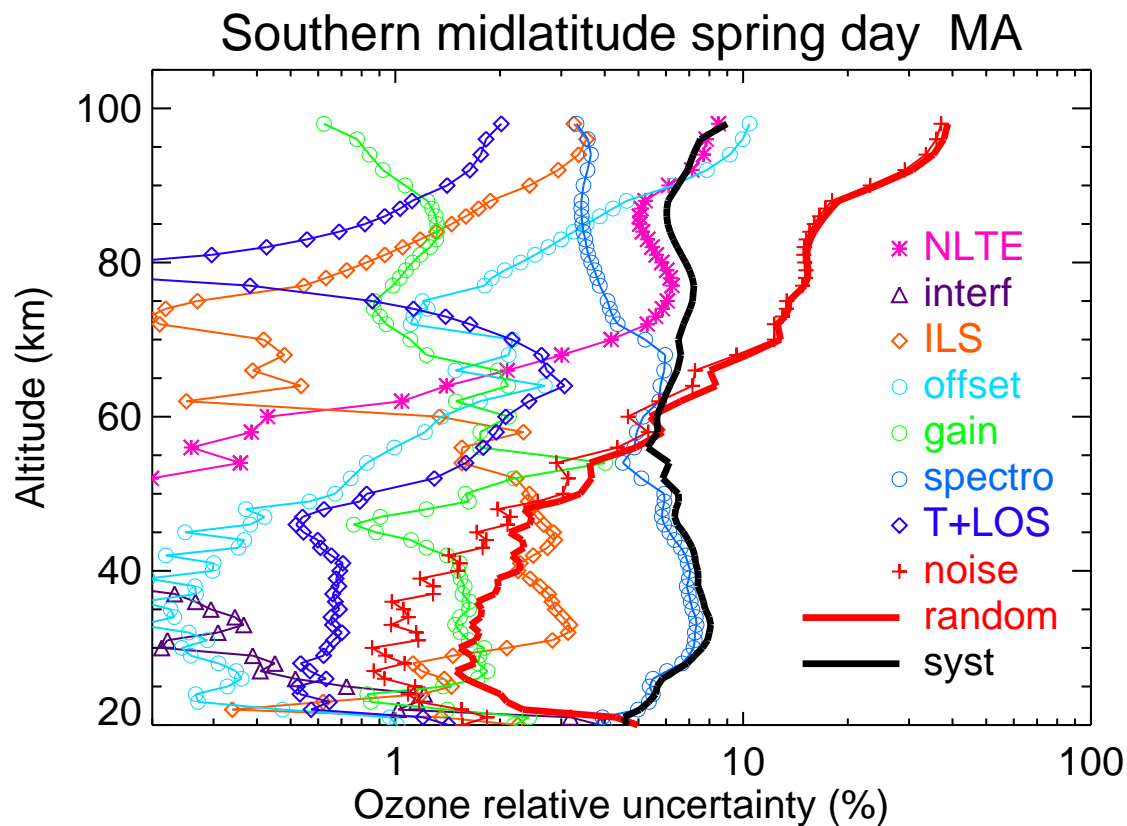 Southern midlatitude spring day MA
100
80
60
40
20
Altitude (km)
NLTE
interf
ILS
offset
gain
spectro
T+LOS
noise
random
syst
1
10
100
Ozone relative uncertainty (%)